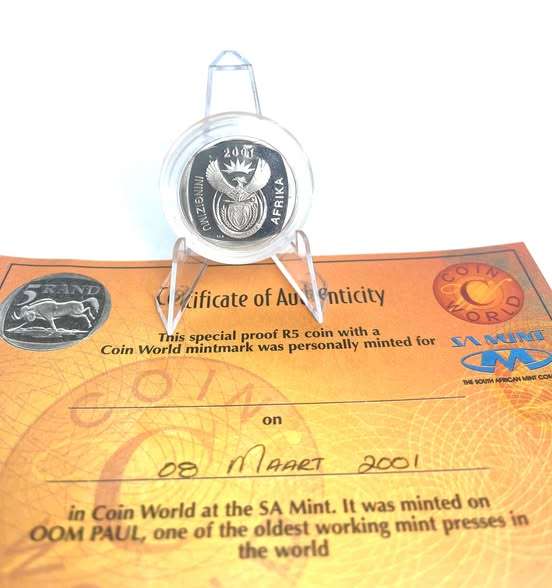 2001
ININGIZIMU
AFRIKA
5 RAND
Certificate of Authenticity
COIN WORLD
This special proof R5 coin with a
Coin World mintmark was personally minted for
SA MINT
THE SOUTH AFRICAN MINT
on
08 MAART 2001
in Coin World at the SA Mint. It was minted on
OOM PAUL, one of the oldest working mint presses in
the world
COIN